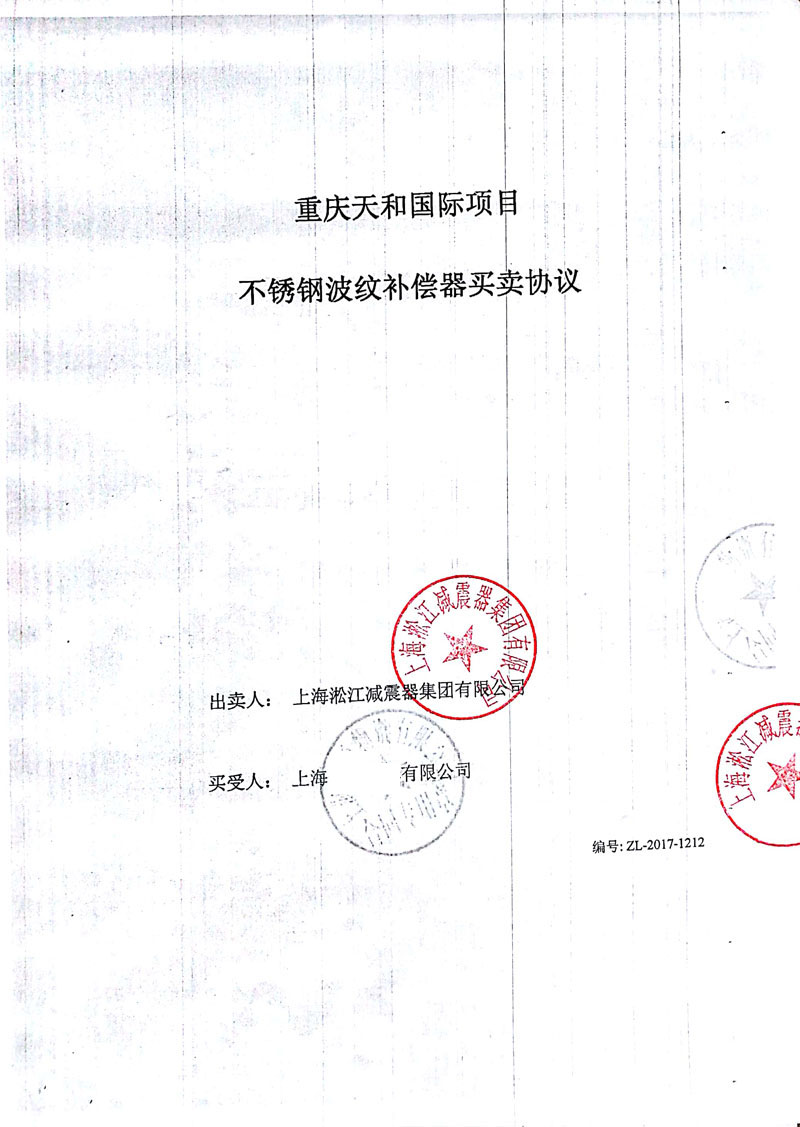 重庆天和国际项目
不锈钢波纹补偿器买卖协议
上海淞江减震器集团有限公司
出卖人： 上海淞江减震器集团有限公司
买受人： 上海 有限公司
上海淞江减震器
编号: ZL-2017-1212